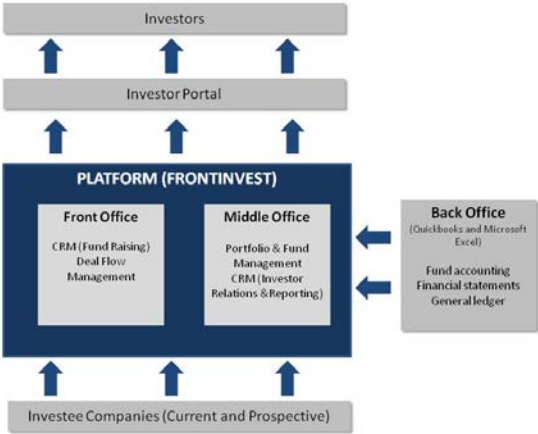 Investors
Investor Portal
PLATFORM (FRONTINVEST)
Front Office
CRM (Fund Raising)
Deal Flow
Management
Middle Office
Portfolio & Fund
Management
CRM (Investor
Relations &Reporting)
Back Office
(Quickbooks and Microsoft
Excel)
Fund accounting
Financial statements
General ledger
Investee Companies (Current and Prospective)